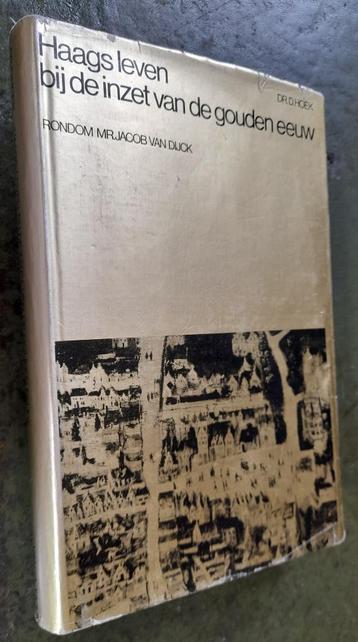 Haags leven
bij de inzet van de gouden eeuw
DR. D. HOEK
RONDOM MR. JACOB VAN DIJCK